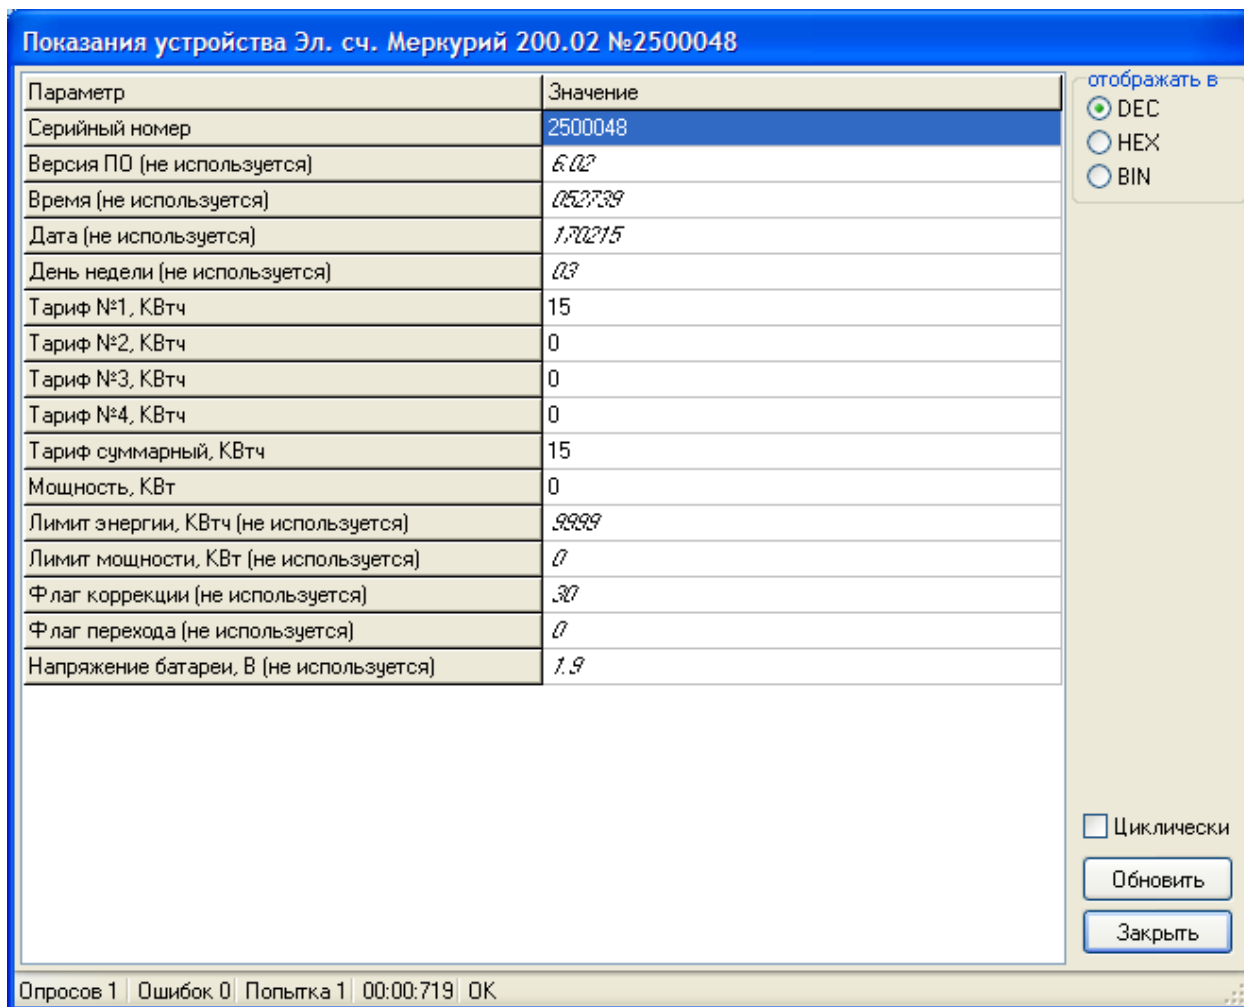 Показания устройства Эл. сч. Меркурий 200.02 №2500048
Параметр Значение
Серийный номер 2500048
Версия ПО (не используется) 6.02
Время (не используется) 052739
Дата (не используется) 170215
День недели (не используется) 03
Тариф №1, КВтч 15
Тариф №2, КВтч 0
Тариф №3, КВтч 0
Тариф №4, КВтч 0
Тариф суммарный, КВтч 15
Мощность, КВт 0
Лимит энергии, КВтч (не используется) 9999
Лимит мощности, КВт (не используется) 0
Флаг коррекции (не используется) 30
Флаг перехода (не используется) 0
Напряжение батареи, В (не используется) 1.9
отображать в
DEC
HEX
BIN
Циклически
Обновить
Закрыть
Опросов 1 Ошибок 0 Попытка 1 00:00:719 OK